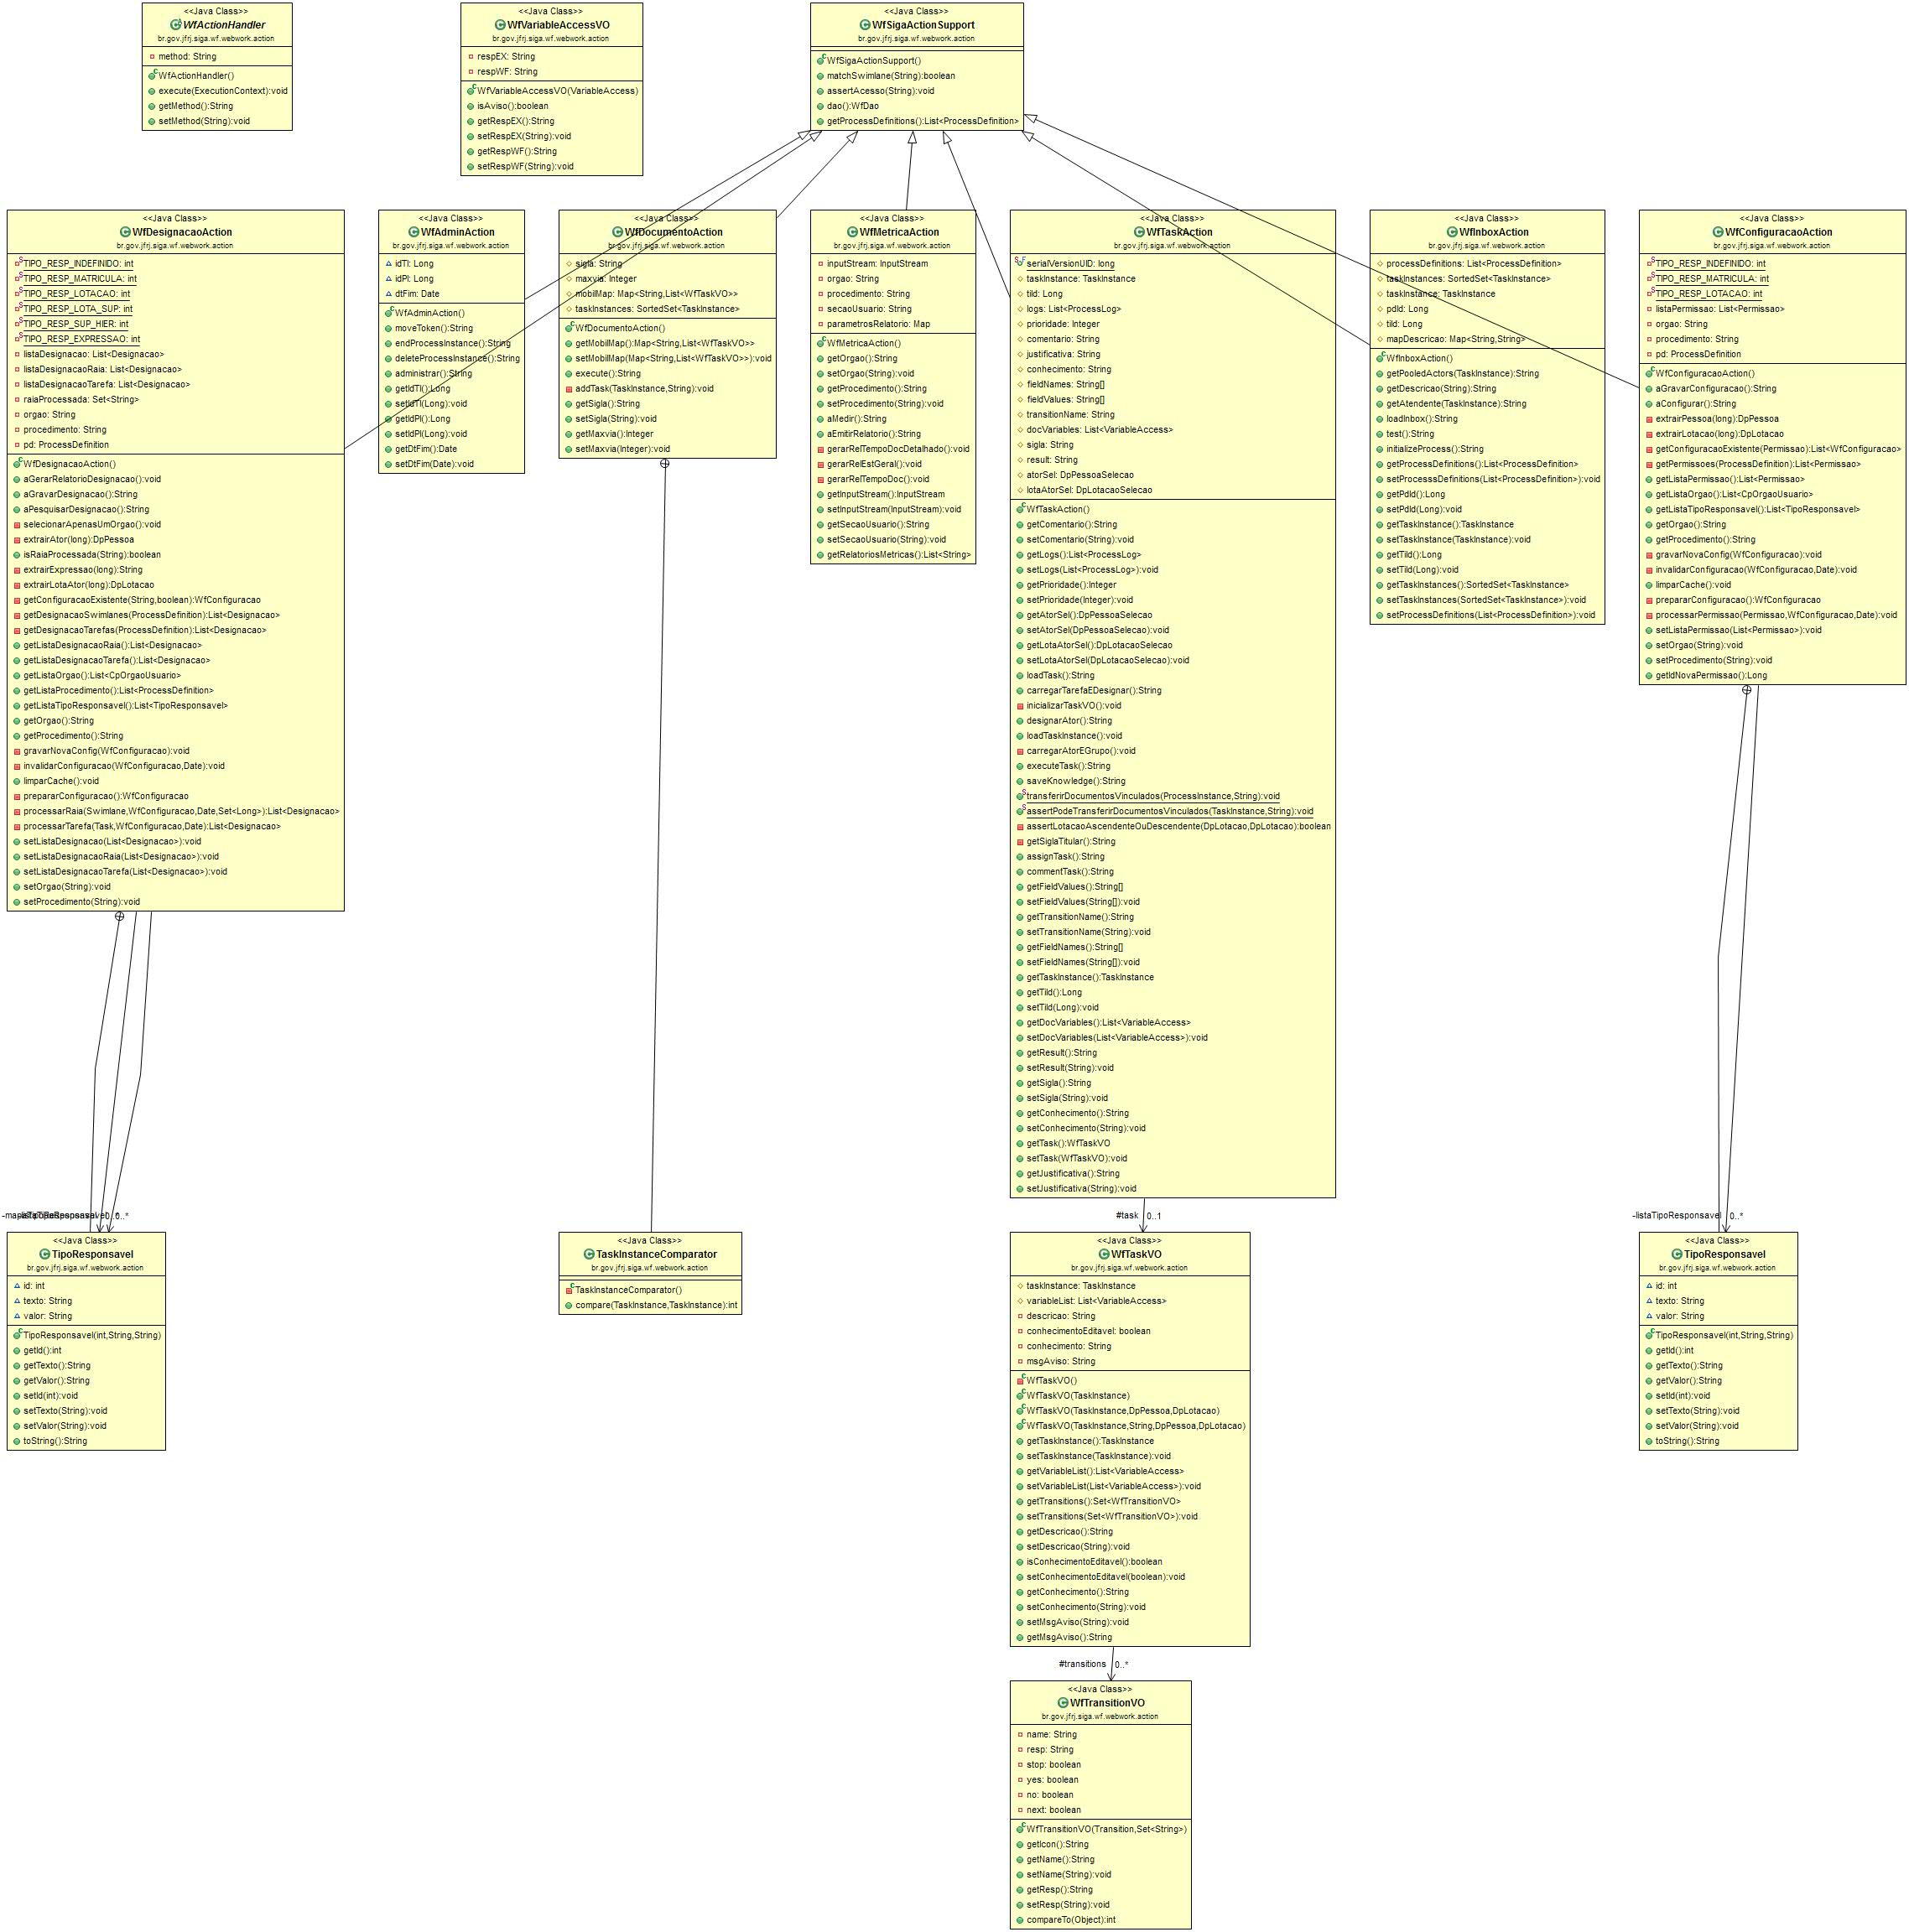 <<Java Class>>
WfActionHandler
br.gov.jfrj.siga.wf.webwork.action
method: String
WfActionHandler()
execute(ExecutionContext):void
getMethod():String
setMethod(String):void
<<Java Class>>
WfVariableAccessVO
br.gov.jfrj.siga.wf.webwork.action
respEX: String
respWF: String
WfVariableAccessVO(VariableAccess)
isAviso():boolean
getRespEX():String
setRespEX(String):void
getRespWF():String
setRespWF(String):void
<<Java Class>>
WfSigaActionSupport
br.gov.jfrj.siga.wf.webwork.action
WfSigaActionSupport()
matchSwimlane(String):boolean
assertAcesso(String):void
dao():WfDao
getProcessDefinitions():List<ProcessDefinition>
<<Java Class>>
WfDesignacaoAction
br.gov.jfrj.siga.wf.webwork.action
TIPO_RESP_INDEFINIDO: int
TIPO_RESP_MATRICULA: int
TIPO_RESP_LOTACAO: int
TIPO_RESP_LOTA_SUP: int
TIPO_RESP_SUP_HIER: int
TIPO_RESP_EXPRESSAO: int
listaDesignacao: List<Designacao>
listaDesignacaoRaia: List<Designacao>
listaDesignacaoTarefa: List<Designacao>
raiaProcessada: Set<String>
orgao: String
procedimento: String
pd: ProcessDefinition
WfDesignacaoAction()
aGerarRelatorioDesignacao():void
aGravarDesignacao():String
aPesquisarDesignacao():String
selecionarApenasUmOrgao():void
extrairAtor(long):DpPessoa
isRaiaProcessada(String):boolean
extrairExpressao(long):String
extrairLotaAtor(long):DpLotacao
getConfiguracaoExistente(String,boolean):WfConfiguracao
getDesignacaoSwimlanes(ProcessDefinition):List<Designacao>
getDesignacaoTarefas(ProcessDefinition):List<Designacao>
getListaDesignacaoRaia():List<Designacao>
getListaDesignacaoTarefa():List<Designacao>
getListaOrgao():List<CpOrgaoUsuario>
getListaProcedimento():List<ProcessDefinition>
getListaTipoResponsavel():List<TipoResponsavel>
getOrgao():String
getProcedimento():String
gravarNovaConfig(WfConfiguracao):void
invalidarConfiguracao(WfConfiguracao,Date):void
limparCache():void
prepararConfiguracao():WfConfiguracao
processarRaia(Swimlane,WfConfiguracao,Date,Set<Long>):List<Designacao>
processarTarefa(Task,WfConfiguracao,Date):List<Designacao>
setListaDesignacao(List<Designacao>):void
setListaDesignacaoRaia(List<Designacao>):void
setListaDesignacaoTarefa(List<Designacao>):void
setOrgao(String):void
setProcedimento(String):void
<<Java Class>>
WfAdminAction
br.gov.jfrj.siga.wf.webwork.action
idTI: Long
idPI: Long
dtFim: Date
WfAdminAction()
moveToken():String
endProcessInstance():String
deleteProcessInstance():String
administrar():String
getIdTI():Long
setIdTI(Long):void
getIdPI():Long
setIdPI(Long):void
getDtFim():Date
setDtFim(Date):void
<<Java Class>>
WfDocumentoAction
br.gov.jfrj.siga.wf.webwork.action
sigla: String
maxvia: Integer
mobilMap: Map<String,List<WfTaskVO>>
taskInstances: SortedSet<TaskInstance>
WfDocumentoAction()
getMobilMap():Map<String,List<WfTaskVO>>
setMobilMap(Map<String,List<WfTaskVO>>):void
execute():String
addTask(TaskInstance,String):void
getSigla():String
setSigla(String):void
getMaxvia():Integer
setMaxvia(Integer):void
<<Java Class>>
WfMetricaAction
br.gov.jfrj.siga.wf.webwork.action
inputStream: InputStream
orgao: String
procedimento: String
secaoUsuario: String
parametrosRelatorio: Map
WfMetricaAction()
getOrgao():String
setOrgao(String):void
getProcedimento():String
setProcedimento(String):void
aMedir():String
aEmitirRelatorio():String
gerarRelTempoDocDetalhado():void
gerarRelEstGeral():void
gerarRelTempoDoc():void
getInputStream():InputStream
setInputStream(InputStream):void
getSecaoUsuario():String
setSecaoUsuario(String):void
getRelatoriosMetricas():List<String>
<<Java Class>>
WfTaskAction
br.gov.jfrj.siga.wf.webwork.action
serialVersionUID: long
taskInstance: TaskInstance
tiId: Long
logs: List<ProcessLog>
prioridade: Integer
comentario: String
justificativa: String
conhecimento: String
fieldNames: String[]
fieldValues: String[]
transitionName: String
docVariables: List<VariableAccess>
sigla: String
result: String
atorSel: DpPessoaSelecao
lotaAtorSel: DpLotacaoSelecao
WfTaskAction()
getComentario():String
setComentario(String):void
getLogs():List<ProcessLog>
setLogs(List<ProcessLog>):void
getPrioridade():Integer
setPrioridade(Integer):void
getAtorSel():DpPessoaSelecao
setAtorSel(DpPessoaSelecao):void
getLotaAtorSel():DpLotacaoSelecao
setLotaAtorSel(DpLotacaoSelecao):void
loadTask():String
carregarTarefaEDesignar():String
inicializarTaskVO():void
designarAtor():String
loadTaskInstance():void
carregarAtorEGrupo():void
executeTask():String
saveKnowledge():String
transferirDocumentosVinculados(ProcessInstance,String):void
assertPodeTransferirDocumentosVinculados(TaskInstance,String):void
assertLotacaoAscendenteOuDescendente(DpLotacao,DpLotacao):boolean
getSiglaTitular():String
assignTask():String
commentTask():String
getFieldValues():String[]
setFieldValues(String[]):void
getTransitionName():String
setTransitionName(String):void
getFieldNames():String[]
setFieldNames(String[]):void
getTaskInstance():TaskInstance
getTiId():Long
setTiId(Long):void
getDocVariables():List<VariableAccess>
setDocVariables(List<VariableAccess>):void
getResult():String
setResult(String):void
getSigla():String
setSigla(String):void
getConhecimento():String
setConhecimento(String):void
getTask():WfTaskVO
setTask(WfTaskVO):void
getJustificativa():String
setJustificativa(String):void
<<Java Class>>
WfInboxAction
br.gov.jfrj.siga.wf.webwork.action
processDefinitions: List<ProcessDefinition>
taskInstances: SortedSet<TaskInstance>
taskInstance: TaskInstance
pdId: Long
tiId: Long
mapDescricao: Map<String,String>
WfInboxAction()
getPooledActors(TaskInstance):String
getDescricao(String):String
getAtendente(TaskInstance):String
loadInbox():String
test():String
initializeProcess():String
getProcessDefinitions():List<ProcessDefinition>
setProcesssDefinitions(List<ProcessDefinition>):void
getPdId():Long
setPdId(Long):void
getTaskInstance():TaskInstance
setTaskInstance(TaskInstance):void
getTiId():Long
setTiId(Long):void
getTaskInstances():SortedSet<TaskInstance>
setTaskInstances(SortedSet<TaskInstance>):void
setProcessDefinitions(List<ProcessDefinition>):void
<<Java Class>>
WfConfiguracaoAction
br.gov.jfrj.siga.wf.webwork.action
TIPO_RESP_INDEFINIDO: int
TIPO_RESP_MATRICULA: int
TIPO_RESP_LOTACAO: int
listaPermissao: List<Permissao>
orgao: String
procedimento: String
pd: ProcessDefinition
WfConfiguracaoAction()
aGravarConfiguracao():String
aConfigurar():String
extrairPessoa(long):DpPessoa
extrairLotacao(long):DpLotacao
getConfiguracaoExistente(Permissao):List<WfConfiguracao>
getPermissoes(ProcessDefinition):List<Permissao>
getListaPermissao():List<Permissao>
getListaOrgao():List<CpOrgaoUsuario>
getListaTipoResponsavel():List<TipoResponsavel>
getOrgao():String
getProcedimento():String
gravarNovaConfig(WfConfiguracao):void
invalidarConfiguracao(WfConfiguracao,Date):void
limparCache():void
prepararConfiguracao():WfConfiguracao
processarPermissao(Permissao,WfConfiguracao,Date):void
setListaPermissao(List<Permissao>):void
setOrgao(String):void
setProcedimento(String):void
getIdNovaPermissao():Long
0..*
#task 0..1
-listaTipoResponsavel 0..*
<<Java Class>>
TipoResponsavel
br.gov.jfrj.siga.wf.webwork.action
id: int
texto: String
valor: String
TipoResponsavel(int,String,String)
getId():int
getTexto():String
getValor():String
setId(int):void
setTexto(String):void
setValor(String):void
toString():String
<<Java Class>>
TaskInstanceComparator
br.gov.jfrj.siga.wf.webwork.action
TaskInstanceComparator()
compare(TaskInstance,TaskInstance):int
<<Java Class>>
WfTaskVO
br.gov.jfrj.siga.wf.webwork.action
taskInstance: TaskInstance
variableList: List<VariableAccess>
descricao: String
conhecimentoEditavel: boolean
conhecimento: String
msgAviso: String
WfTaskVO()
WfTaskVO(TaskInstance)
WfTaskVO(TaskInstance,DpPessoa,DpLotacao)
WfTaskVO(TaskInstance,String,DpPessoa,DpLotacao)
getTaskInstance():TaskInstance
setTaskInstance(TaskInstance):void
getVariableList():List<VariableAccess>
setVariableList(List<VariableAccess>):void
getTransitions():Set<WfTransitionVO>
setTransitions(Set<WfTransitionVO>):void
getDescricao():String
setDescricao(String):void
isConhecimentoEditavel():boolean
setConhecimentoEditavel(boolean):void
getConhecimento():String
setConhecimento(String):void
setMsgAviso(String):void
getMsgAviso():String
<<Java Class>>
TipoResponsavel
br.gov.jfrj.siga.wf.webwork.action
id: int
texto: String
valor: String
TipoResponsavel(int,String,String)
getId():int
getTexto():String
getValor():String
setId(int):void
setTexto(String):void
setValor(String):void
toString():String
#transitions 0..*
<<Java Class>>
WfTransitionVO
br.gov.jfrj.siga.wf.webwork.action
name: String
resp: String
stop: boolean
yes: boolean
no: boolean
next: boolean
WfTransitionVO(Transition,Set<String>)
getIcon():String
getName():String
setName(String):void
getResp():String
setResp(String):void
compareTo(Object):int